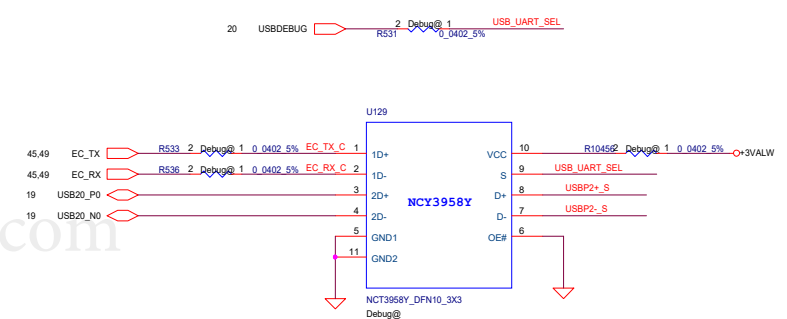 20 USBDEBUG 2 Debug@ 1 USB_UART_SEL
R531 0_0402_5%
U129
45,49 EC_TX R533 2 Debug@ 1 0_0402_5% EC_TX_C 1 1D+ VCC 10 R10456 2 Debug@ 1 0_0402_5% +3VALW
45,49 EC_RX R536 2 Debug@ 1 0_0402_5% EC_RX_C 2 1D- S 9 USB_UART_SEL
19 USB20_P0 3 2D+ D+ 8 USBP2+_S
NCY3958Y
19 USB20_N0 4 2D- D- 7 USBP2-_S
5 GND1 OE# 6
com
11 GND2
NCT3958Y_DFN10_3X3
Debug@